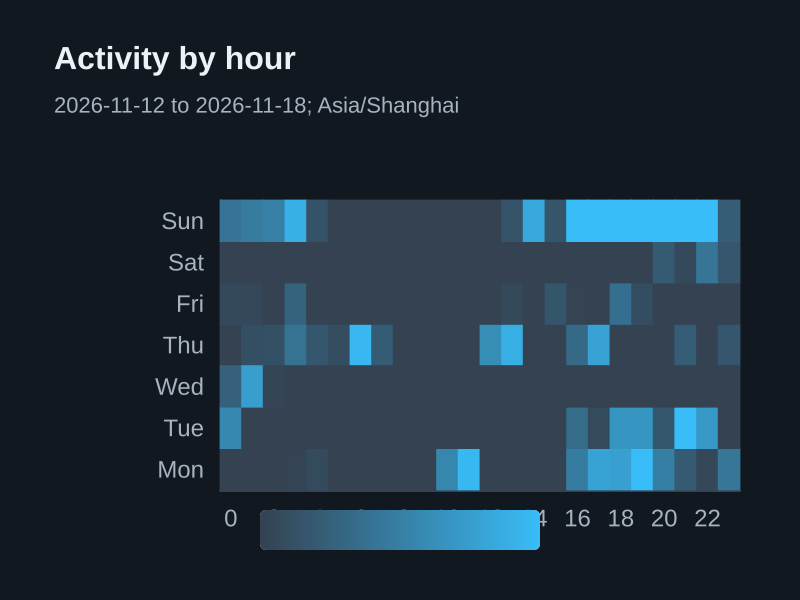 Activity by hour
2026-11-12 to 2026-11-18; Asia/Shanghai
Sun
Sat
Fri
Thu
Wed
Tue
Mon
0 16 18 20 22